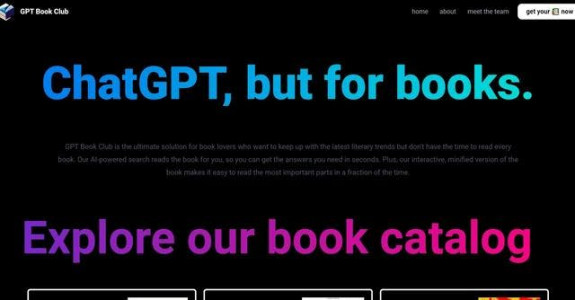 GPT Book Club
home about meet the team get your now
ChatGPT, but for books.
GPT Book Club is the ultimate solution for book lovers who want to keep up with the latest literary trends but don't have the time to read every
book. Our AI-powered search reads the book for you, so you can get the answers you need in seconds. Plus, our interactive, minified version of the
book makes it easy to read the most important parts in a fraction of the time.
Explore our book catalog